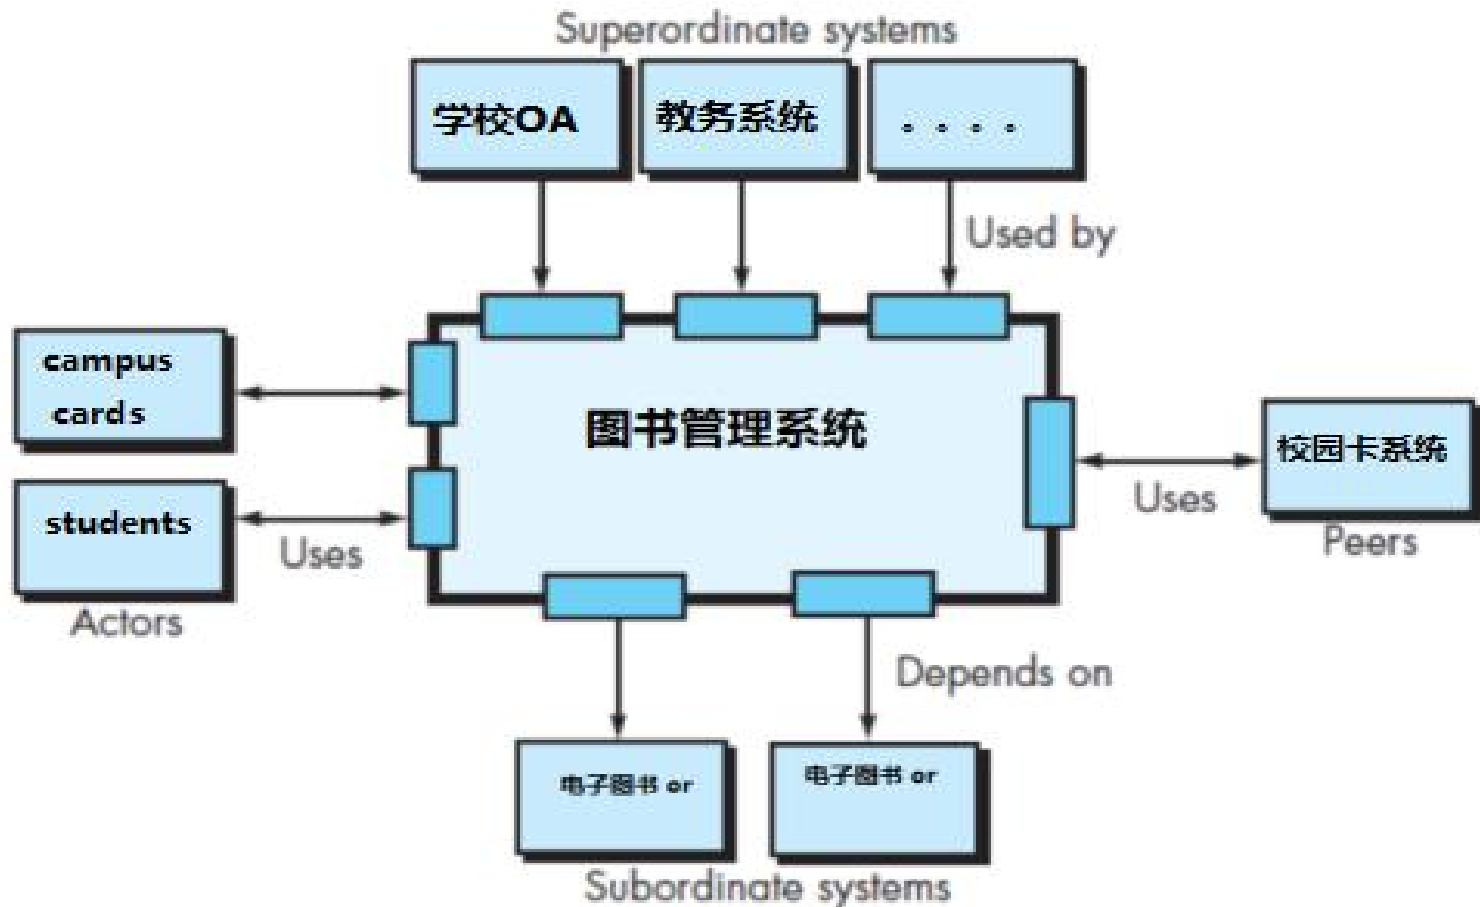 Superordinate systems
学校OA
教务系统
。。。。
Used by
campus
cards
图书管理系统
校园卡系统
students
Uses
Uses
Peers
Actors
Depends on
电子图书 or
电子图书 or
Subordinate systems